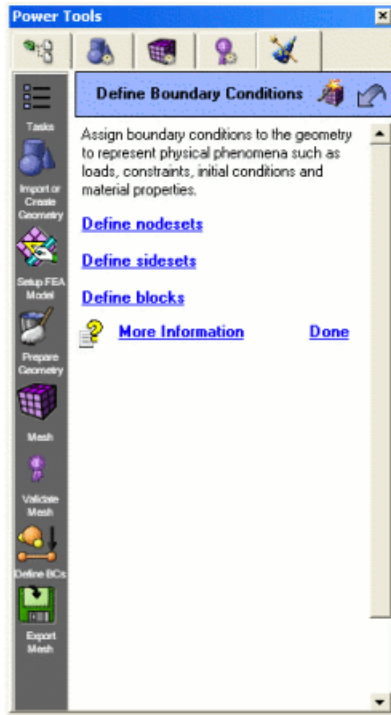 Power Tools
Define Boundary Conditions
Tasks
Import or
Create
Geometry
Setup FEA
Model
Prepare
Geometry
Mesh
Validate
Mesh
Define BCs
Export
Mesh
Assign boundary conditions to the geometry
to represent physical phenomena such as
loads, constraints, initial conditions and
material properties.
Define nodesets
Define sidesets
Define blocks
More Information
Done